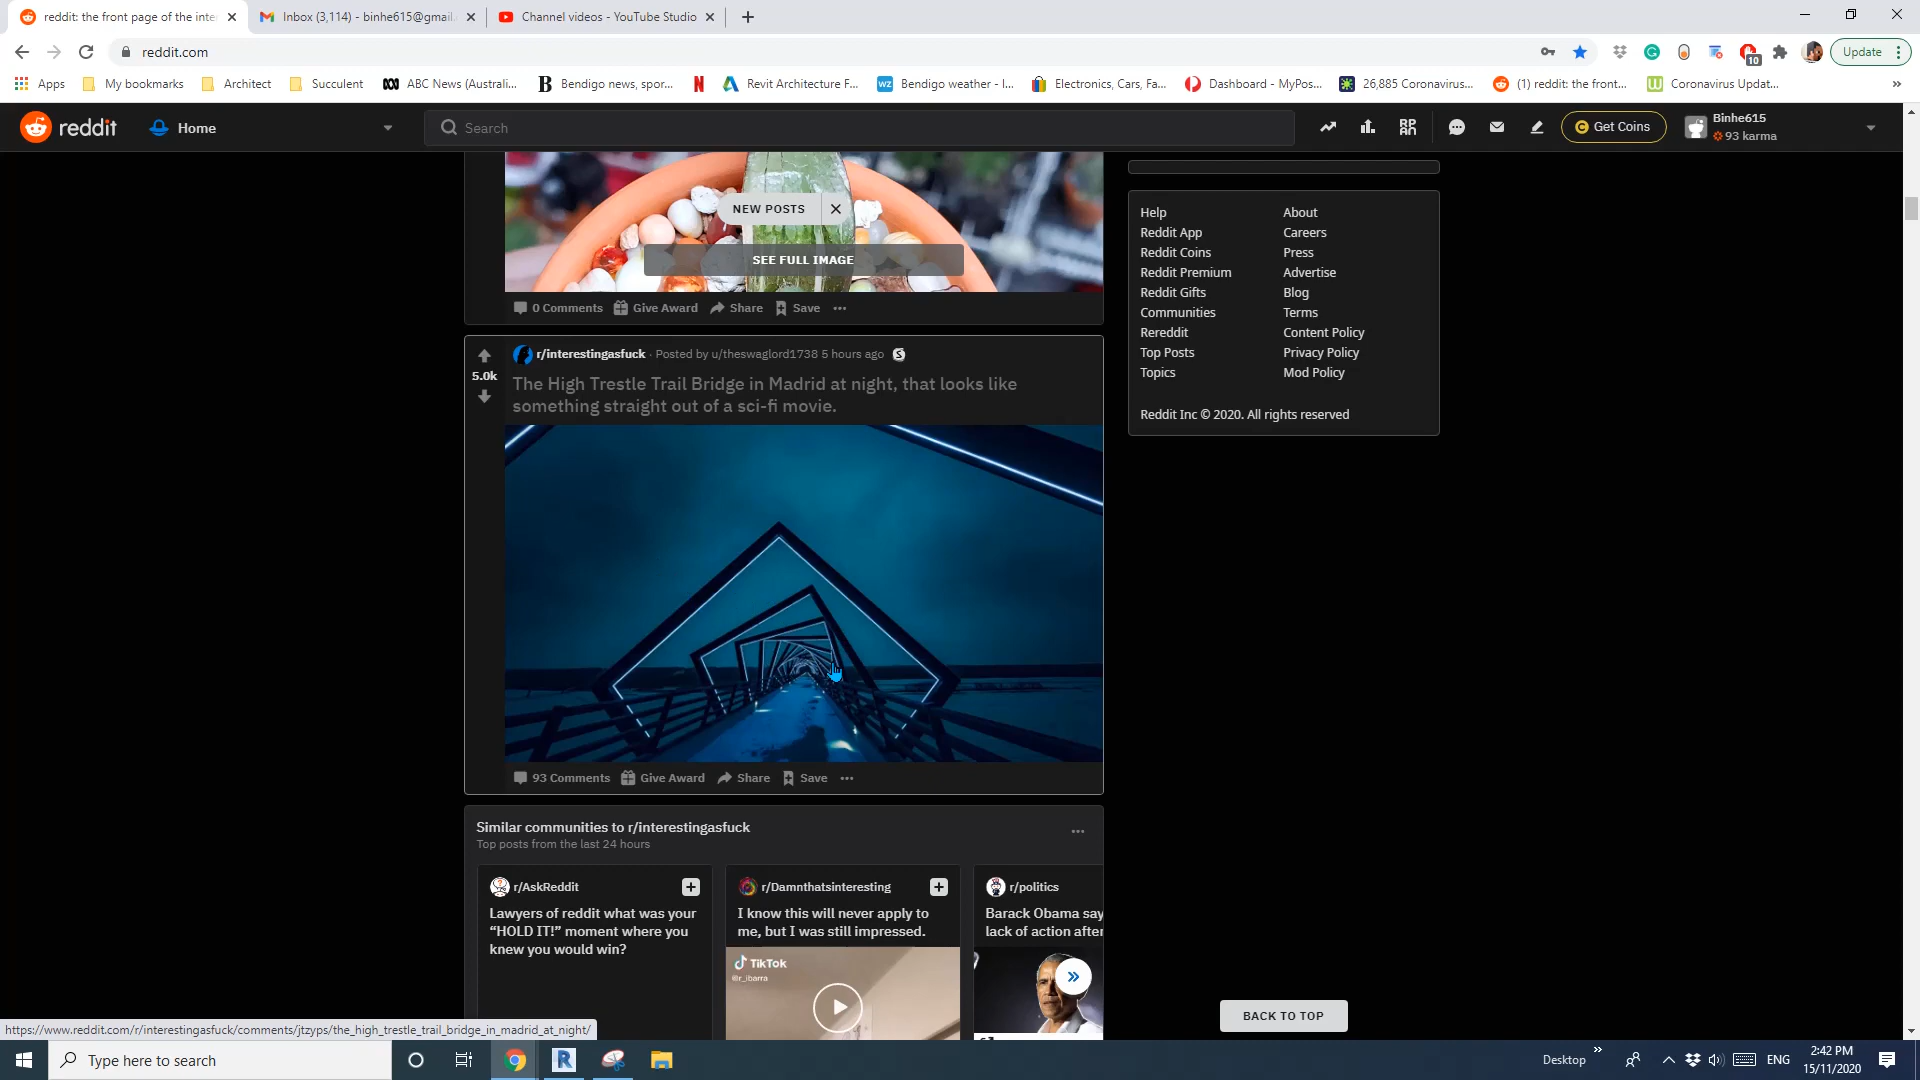 reddit: the front page of the inte
Inbox (3,114) - binhe615@gmail.
Channel videos - YouTube Studio
reddit.com
10
Update
Apps
My bookmarks
Architect
Succulent
ABC News (Australi...
Bendigo news, spor...
Revit Architecture F...
Bendigo weather - I...
Electronics, Cars, Fa...
Dashboard - MyPos...
26,885 Coronavirus...
(1) reddit: the front...
Coronavirus Updat...
reddit
Home
Search
Get Coins
Binhe615
93 karma
NEW POSTS
SEE FULL IMAGE
0 Comments
Give Award
Share
Save
Help
About
Reddit App
Careers
Reddit Coins
Press
Reddit Premium
Advertise
Reddit Gifts
Blog
Communities
Terms
Rereddit
Content Policy
Top Posts
Privacy Policy
Topics
Mod Policy
Reddit Inc © 2020. All rights reserved
5.0k
r/interestingasfuck · Posted by u/theswaglord1738 5 hours ago
The High Trestle Trail Bridge in Madrid at night, that looks like
something straight out of a sci-fi movie.
93 Comments
Give Award
Share
Save
Similar communities to r/interestingasfuck
Top posts from the last 24 hours
r/AskReddit
Lawyers of reddit what was your
“HOLD IT!” moment where you
knew you would win?
r/Damnthatsinteresting
I know this will never apply to
me, but I was still impressed.
TikTok
@r_ibarra
r/politics
Barack Obama say
lack of action after
BACK TO TOP
https://www.reddit.com/r/interestingasfuck/comments/jtzyps/the_high_trestle_trail_bridge_in_madrid_at_night/
Type here to search
Desktop
ENG
2:42 PM
15/11/2020